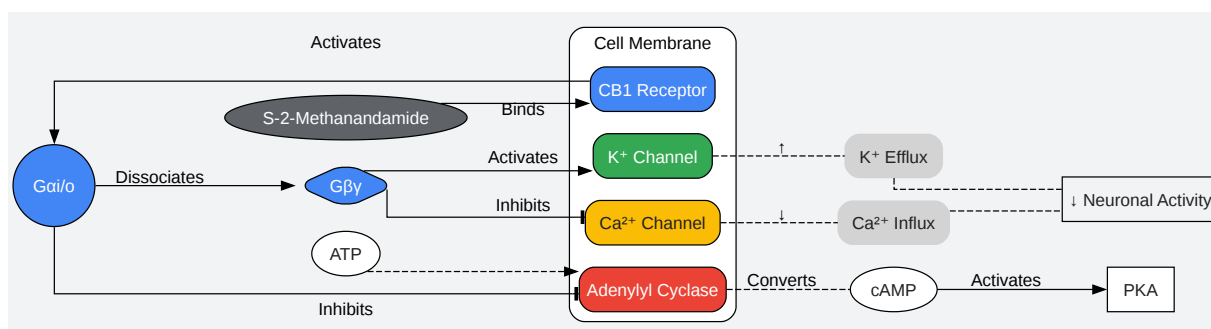 Activates
Cell Membrane
CB1 Receptor
S-2-Methanandamide
Binds
Activates
K⁺ Channel
↑
K⁺ Efflux
Gαi/o
Dissociates
Gβγ
Inhibits
Ca²⁺ Channel
↓
Ca²⁺ Influx
↓ Neuronal Activity
ATP
Adenylyl Cyclase
Converts
cAMP
Activates
PKA
Inhibits